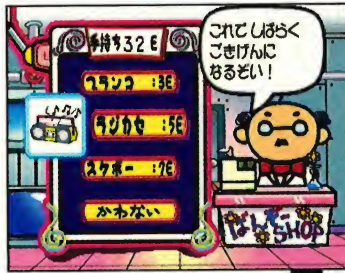 手持ち32E
ブランコ :3E
ラジカセ :5E
スケボー :7E
かわない
これで しばらく
ごきげんに
なるぞい!
SHOP